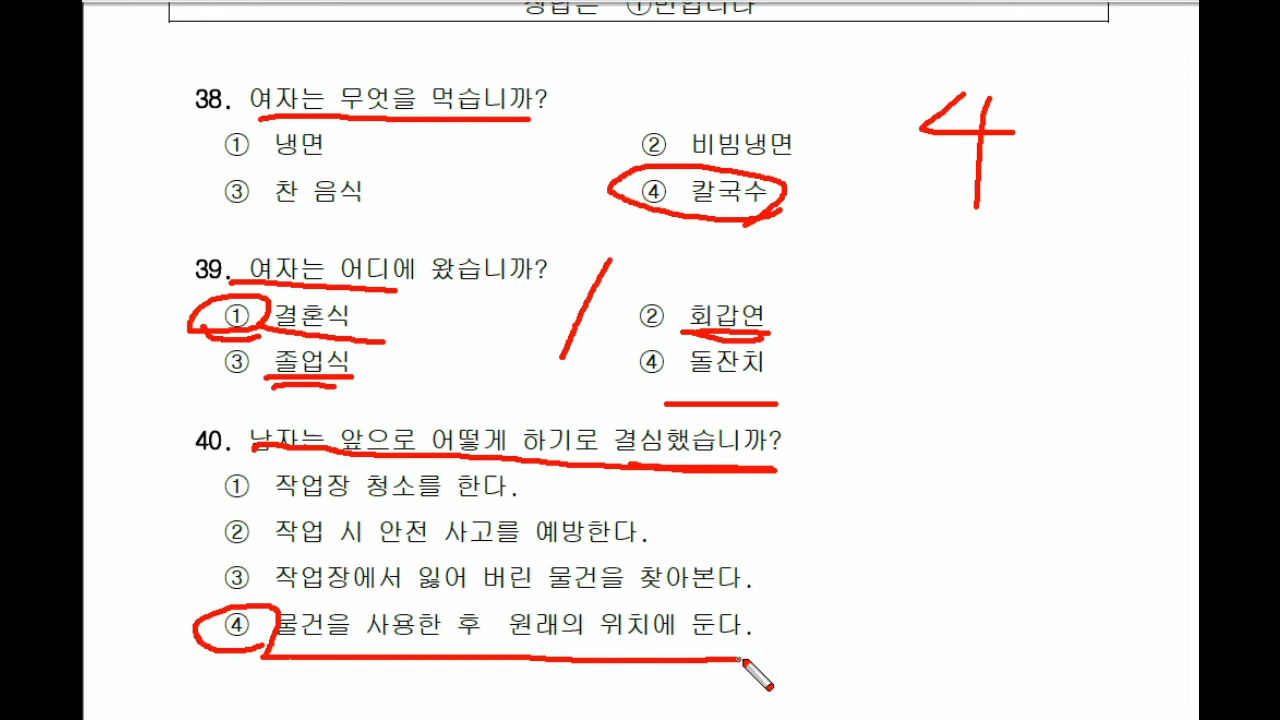 38. 여자는 무엇을 먹습니까?
① 냉면 ② 비빔냉면
③ 찬 음식 ④ 칼국수
4
39. 여자는 어디에 왔습니까?
① 결혼식 ② 회갑연
③ 졸업식 ④ 돌잔치
40. 남자는 앞으로 어떻게 하기로 결심했습니까?
① 작업장 청소를 한다.
② 작업 시 안전 사고를 예방한다.
③ 작업장에서 잃어 버린 물건을 찾아본다.
④ 물건을 사용한 후 원래의 위치에 둔다.